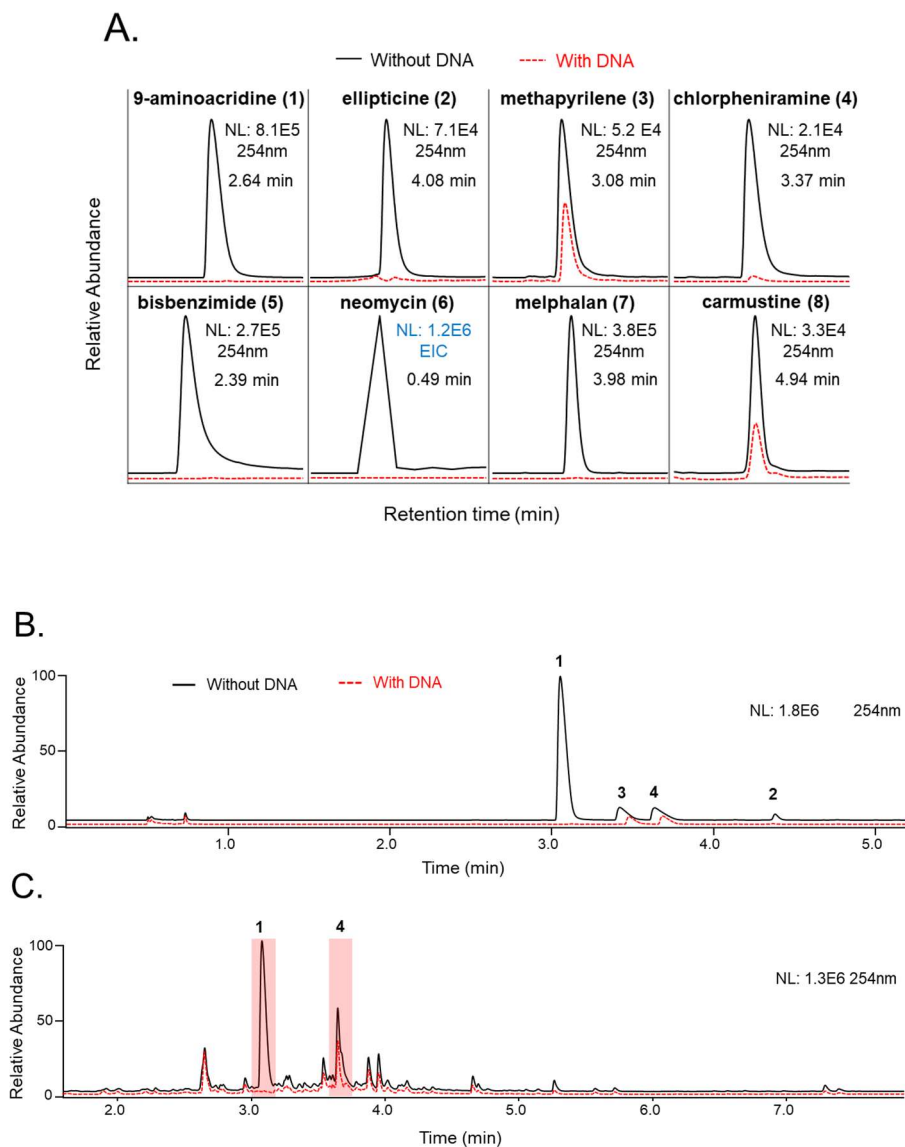 A.
Without DNA With DNA
9-aminoacridine (1) ellipticine (2) methapyrilene (3) chlorpheniramine (4)
NL: 8.1E5 NL: 7.1E4 NL: 5.2 E4 NL: 2.1E4
254nm 254nm 254nm 254nm
2.64 min 4.08 min 3.08 min 3.37 min
Relative Abundance
bisbenzimide (5) neomycin (6) melphalan (7) carmustine (8)
NL: 2.7E5 NL: 1.2E6 NL: 3.8E5 NL: 3.3E4
254nm EIC 254nm 254nm
2.39 min 0.49 min 3.98 min 4.94 min
Retention time (min)
B.
Without DNA With DNA
NL: 1.8E6 254nm
Relative Abundance
100
50
0
1
3 4 2
1.0 2.0 3.0 4.0 5.0
Time (min)
C.
1 4
NL: 1.3E6 254nm
Relative Abundance
100
50
0
2.0 3.0 4.0 5.0 6.0 7.0
Time (min)